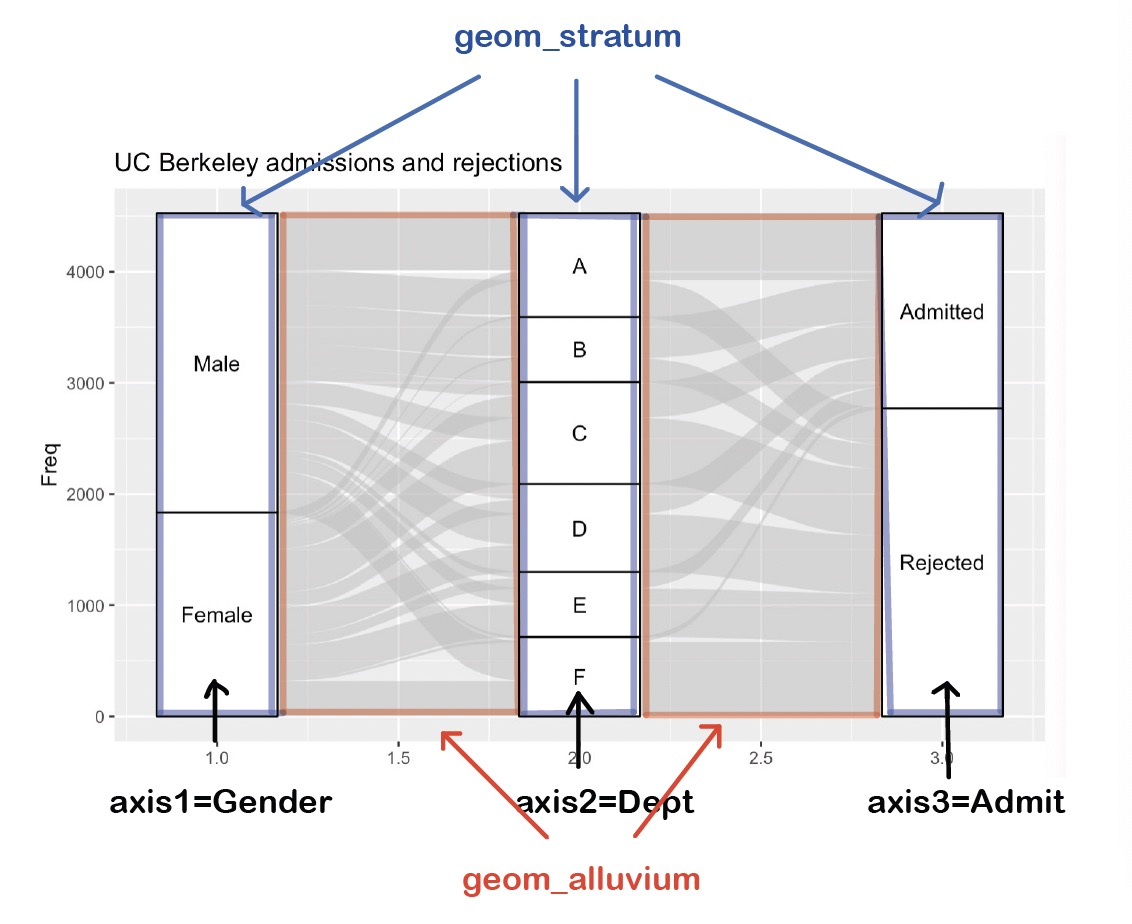 geom_stratum
UC Berkeley admissions and rejections
Freq
4000
3000
2000
1000
0
Male
Female
A
B
C
D
E
F
Admitted
Rejected
1.0
1.5
2.0
2.5
3.0
axis1=Gender
axis2=Dept
axis3=Admit
geom_alluvium